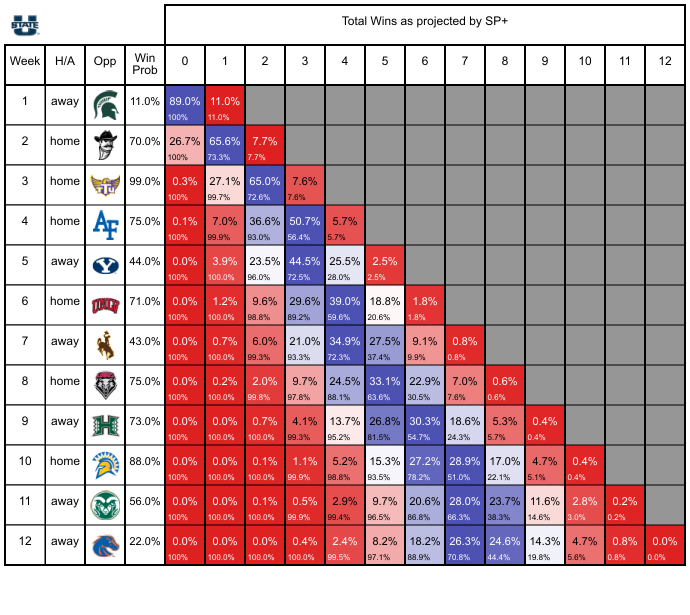 U STATE
Total Wins as projected by SP+
Week H/A Opp Win Prob 0 1 2 3 4 5 6 7 8 9 10 11 12
1 away 11.0% 89.0% 11.0%
100% 11.0%
2 home 70.0% 26.7% 65.6% 7.7%
100% 73.3% 7.7%
3 home 99.0% 0.3% 27.1% 65.0% 7.6%
100% 99.7% 72.6% 7.6%
4 home AF 75.0% 0.1% 7.0% 36.6% 50.7% 5.7%
100% 99.9% 93.0% 56.4% 5.7%
5 away Y 44.0% 0.0% 3.9% 23.5% 44.5% 25.5% 2.5%
100% 100.0% 96.0% 72.5% 28.0% 2.5%
6 home UNLV 71.0% 0.0% 1.2% 9.6% 29.6% 39.0% 18.8% 1.8%
100% 100.0% 98.8% 89.2% 59.6% 20.6% 1.8%
7 away 43.0% 0.0% 0.7% 6.0% 21.0% 34.9% 27.5% 9.1% 0.8%
100% 100.0% 99.3% 93.3% 72.3% 37.4% 9.9% 0.8%
8 home 75.0% 0.0% 0.2% 2.0% 9.7% 24.5% 33.1% 22.9% 7.0% 0.6%
100% 100.0% 99.8% 97.8% 88.1% 63.6% 30.5% 7.6% 0.6%
9 away H 73.0% 0.0% 0.0% 0.7% 4.1% 13.7% 26.8% 30.3% 18.6% 5.3% 0.4%
100% 100.0% 100.0% 99.3% 95.2% 81.5% 54.7% 24.3% 5.7% 0.4%
10 home 88.0% 0.0% 0.0% 0.1% 1.1% 5.2% 15.3% 27.2% 28.9% 17.0% 4.7% 0.4%
100% 100.0% 100.0% 99.9% 98.8% 93.5% 78.2% 51.0% 22.1% 5.1% 0.4%
11 away 56.0% 0.0% 0.0% 0.1% 0.5% 2.9% 9.7% 20.6% 28.0% 23.7% 11.6% 2.8% 0.2%
100% 100.0% 100.0% 99.9% 99.4% 96.5% 86.8% 66.3% 38.3% 14.6% 3.0% 0.2%
12 away 22.0% 0.0% 0.0% 0.0% 0.4% 2.4% 8.2% 18.2% 26.3% 24.6% 14.3% 4.7% 0.8% 0.0%
100% 100.0% 100.0% 100.0% 99.5% 97.1% 88.9% 70.8% 44.4% 19.8% 5.6% 0.8% 0.0%